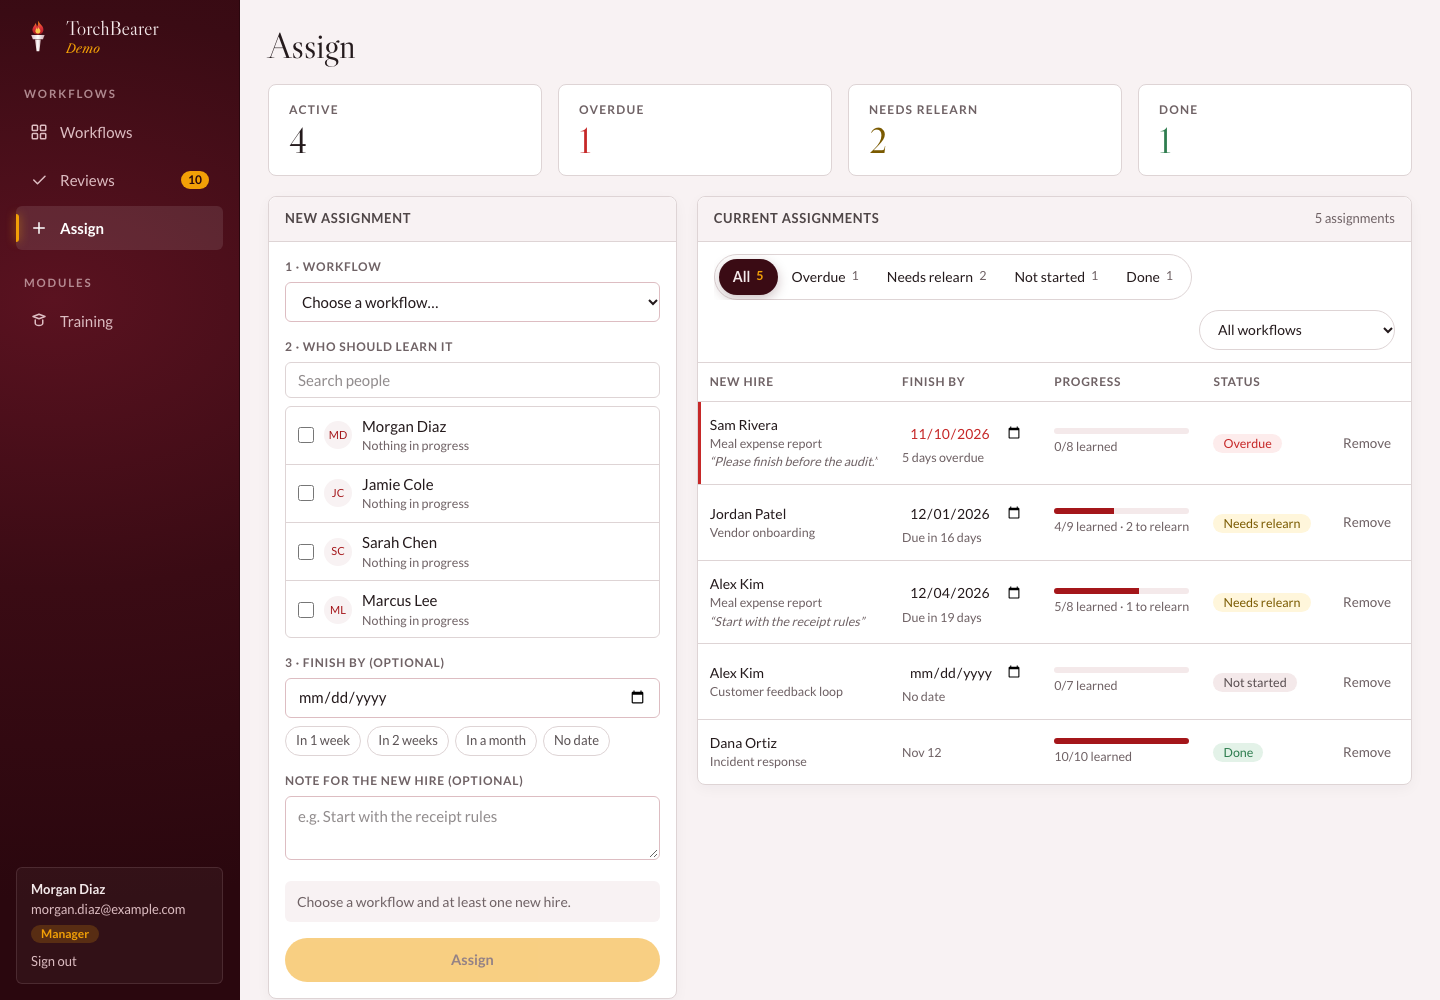 TorchBearer
Demo
WORKFLOWS
Workflows
Reviews 10
Assign
MODULES
Training
Morgan Diaz
morgan.diaz@example.com
Manager
Sign out
Assign
ACTIVE
4
OVERDUE
1
NEEDS RELEARN
2
DONE
1
NEW ASSIGNMENT
1 · WORKFLOW
Choose a workflow...
2 · WHO SHOULD LEARN IT
Search people
MD Morgan Diaz
Nothing in progress
JC Jamie Cole
Nothing in progress
SC Sarah Chen
Nothing in progress
ML Marcus Lee
Nothing in progress
3 · FINISH BY (OPTIONAL)
mm/dd/yyyy
In 1 week In 2 weeks In a month No date
NOTE FOR THE NEW HIRE (OPTIONAL)
e.g. Start with the receipt rules
Choose a workflow and at least one new hire.
Assign
CURRENT ASSIGNMENTS 5 assignments
All 5 Overdue 1 Needs relearn 2 Not started 1 Done 1
All workflows
NEW HIRE FINISH BY PROGRESS STATUS
Sam Rivera
Meal expense report
“Please finish before the audit.”
11/10/2026
5 days overdue
0/8 learned
Overdue
Remove
Jordan Patel
Vendor onboarding
12/01/2026
Due in 16 days
4/9 learned · 2 to relearn
Needs relearn
Remove
Alex Kim
Meal expense report
“Start with the receipt rules”
12/04/2026
Due in 19 days
5/8 learned · 1 to relearn
Needs relearn
Remove
Alex Kim
Customer feedback loop
mm/dd/yyyy
No date
0/7 learned
Not started
Remove
Dana Ortiz
Incident response
Nov 12
10/10 learned
Done
Remove